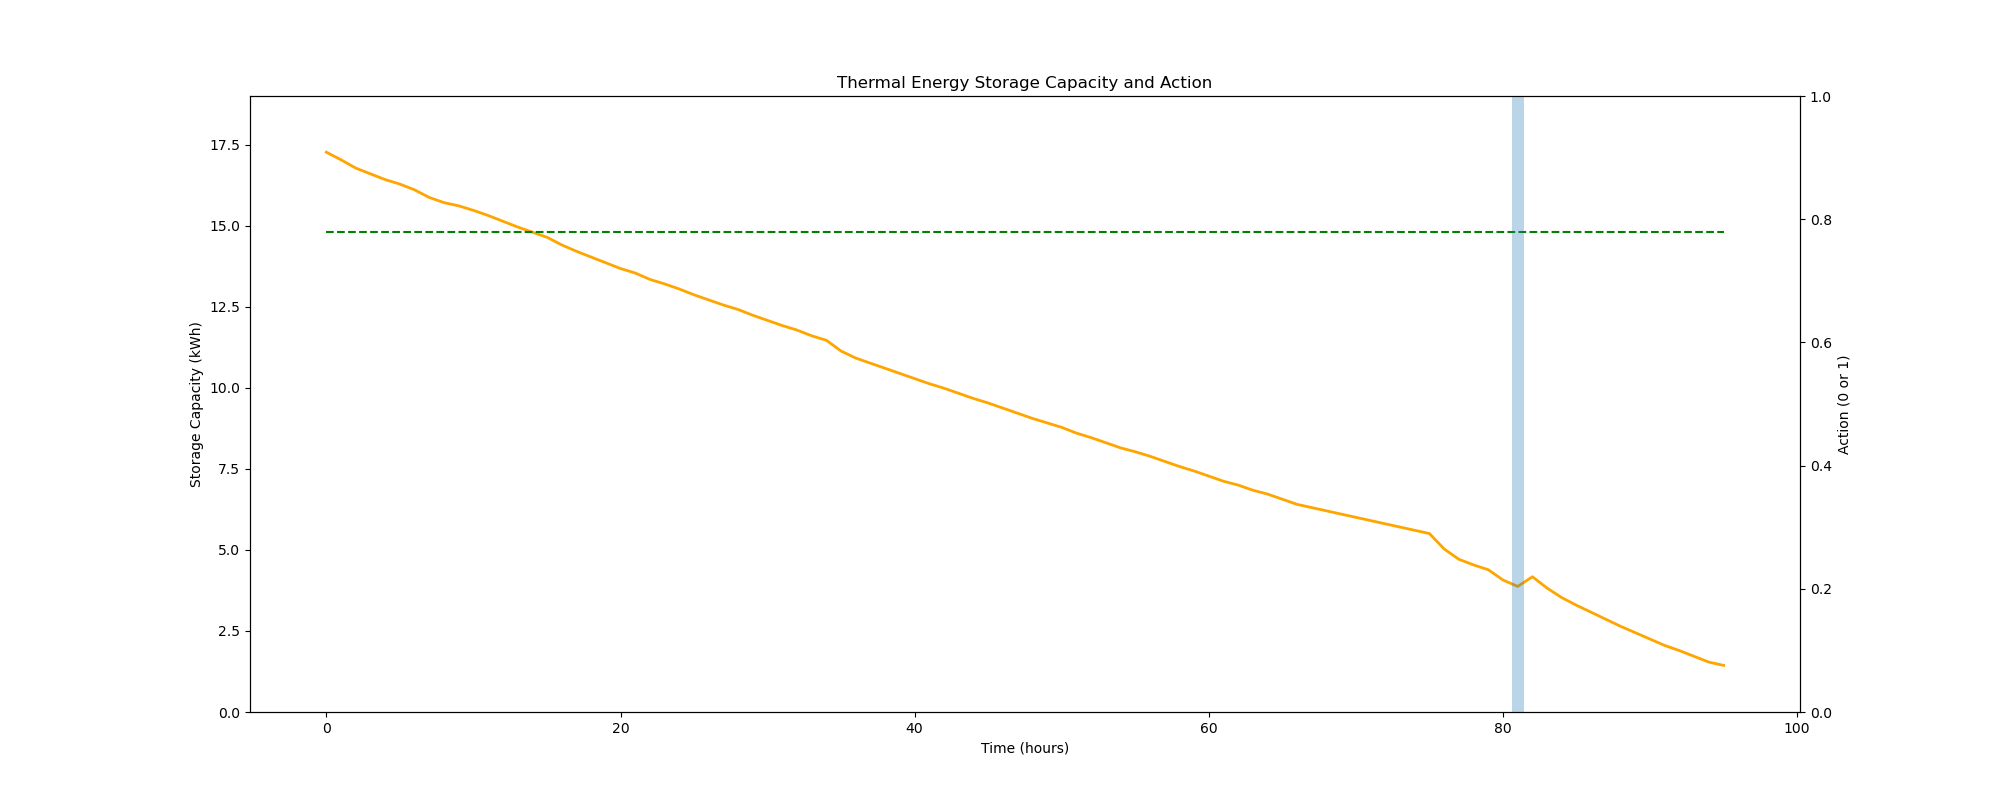 Thermal Energy Storage Capacity and Action
Storage Capacity (kWh)
17.5
15.0
12.5
10.0
7.5
5.0
2.5
0.0
1.0
0.8
0.6
0.4
0.2
0.0
Action (0 or 1)
0 20 40 60 80 100
Time (hours)